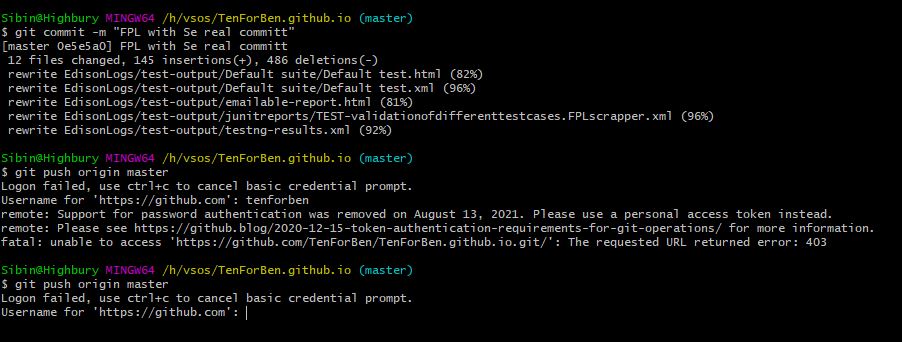 Sibin@Highbury MINGW64 /h/vsos/TenForBen.github.io (master)
$ git commit -m "FPL with Se real committ"
[master 0e5e5a0] FPL with Se real committ
 12 files changed, 145 insertions(+), 486 deletions(-)
 rewrite EdisonLogs/test-output/Default suite/Default test.html (82%)
 rewrite EdisonLogs/test-output/Default suite/Default test.xml (96%)
 rewrite EdisonLogs/test-output/emailable-report.html (81%)
 rewrite EdisonLogs/test-output/junitreports/TEST-validationofdifferenttestcases.FPLscrapper.xml (96%)
 rewrite EdisonLogs/test-output/testng-results.xml (92%)
Sibin@Highbury MINGW64 /h/vsos/TenForBen.github.io (master)
$ git push origin master
Logon failed, use ctrl+c to cancel basic credential prompt.
Username for 'https://github.com': tenforben
remote: Support for password authentication was removed on August 13, 2021. Please use a personal access token instead.
remote: Please see https://github.blog/2020-12-15-token-authentication-requirements-for-git-operations/ for more information.
fatal: unable to access 'https://github.com/TenForBen/TenForBen.github.io.git/': The requested URL returned error: 403
Sibin@Highbury MINGW64 /h/vsos/TenForBen.github.io (master)
$ git push origin master
Logon failed, use ctrl+c to cancel basic credential prompt.
Username for 'https://github.com':